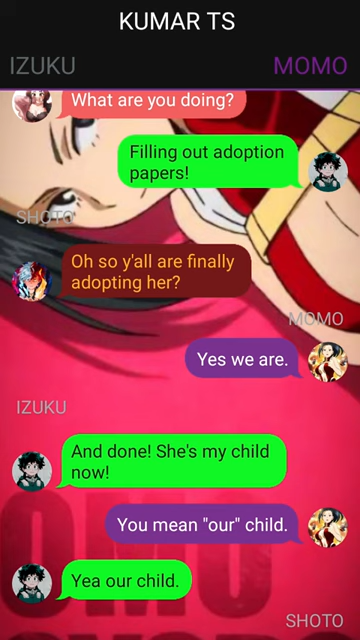 KUMAR TS
IZUKU
MOMO
What are you doing?
Filling out adoption
papers!
SHOTO
Oh so y'all are finally
adopting her?
MOMO
Yes we are.
IZUKU
And done! She's my child
now!
You mean "our" child.
Yea our child.
SHOTO